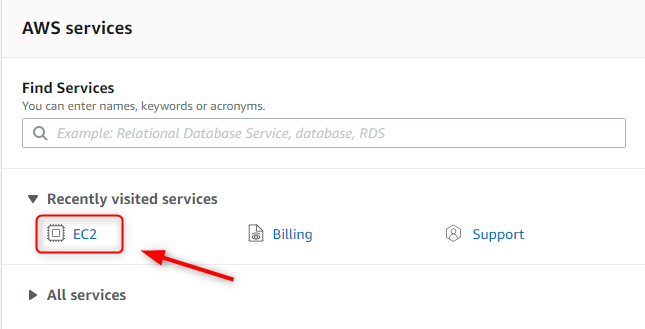 AWS services
Find Services
You can enter names, keywords or acronyms.
Example: Relational Database Service, database, RDS
Recently visited services
EC2 Billing Support
All services